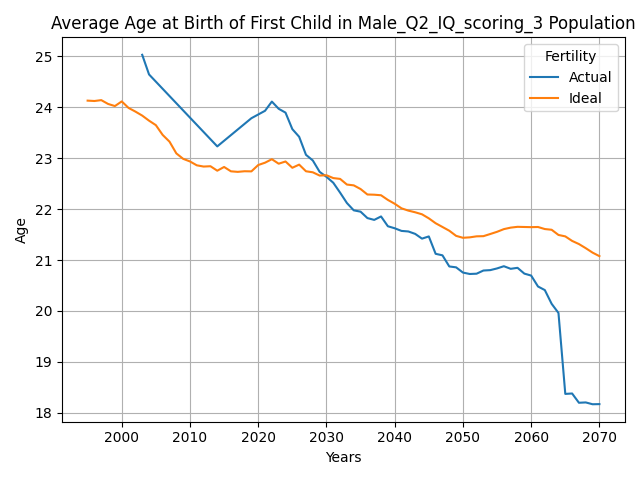 Average Age at Birth of First Child in Male_Q2_IQ_scoring_3 Population
Fertility
Actual
Ideal
Age
25
24
23
22
21
20
19
18
2000 2010 2020 2030 2040 2050 2060 2070
Years